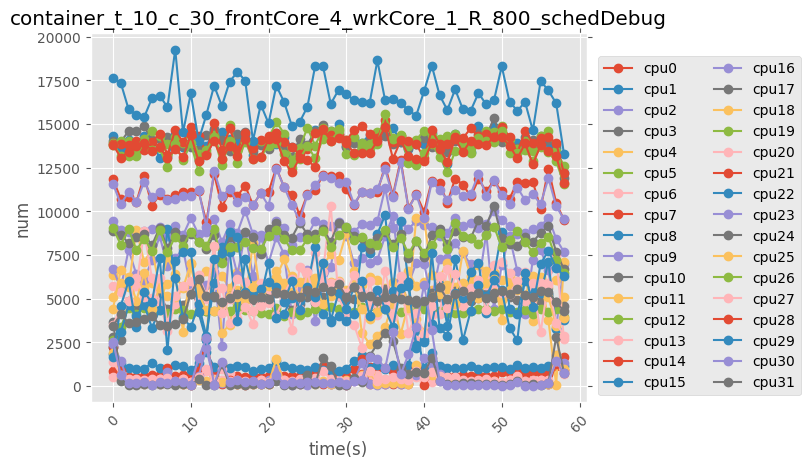 container_t_10_c_30_frontCore_4_wrkCore_1_R_800_schedDebug
num
20000
17500
15000
12500
10000
7500
5000
2500
0
0
10
20
30
40
50
60
time(s)
cpu0
cpu1
cpu2
cpu3
cpu4
cpu5
cpu6
cpu7
cpu8
cpu9
cpu10
cpu11
cpu12
cpu13
cpu14
cpu15
cpu16
cpu17
cpu18
cpu19
cpu20
cpu21
cpu22
cpu23
cpu24
cpu25
cpu26
cpu27
cpu28
cpu29
cpu30
cpu31